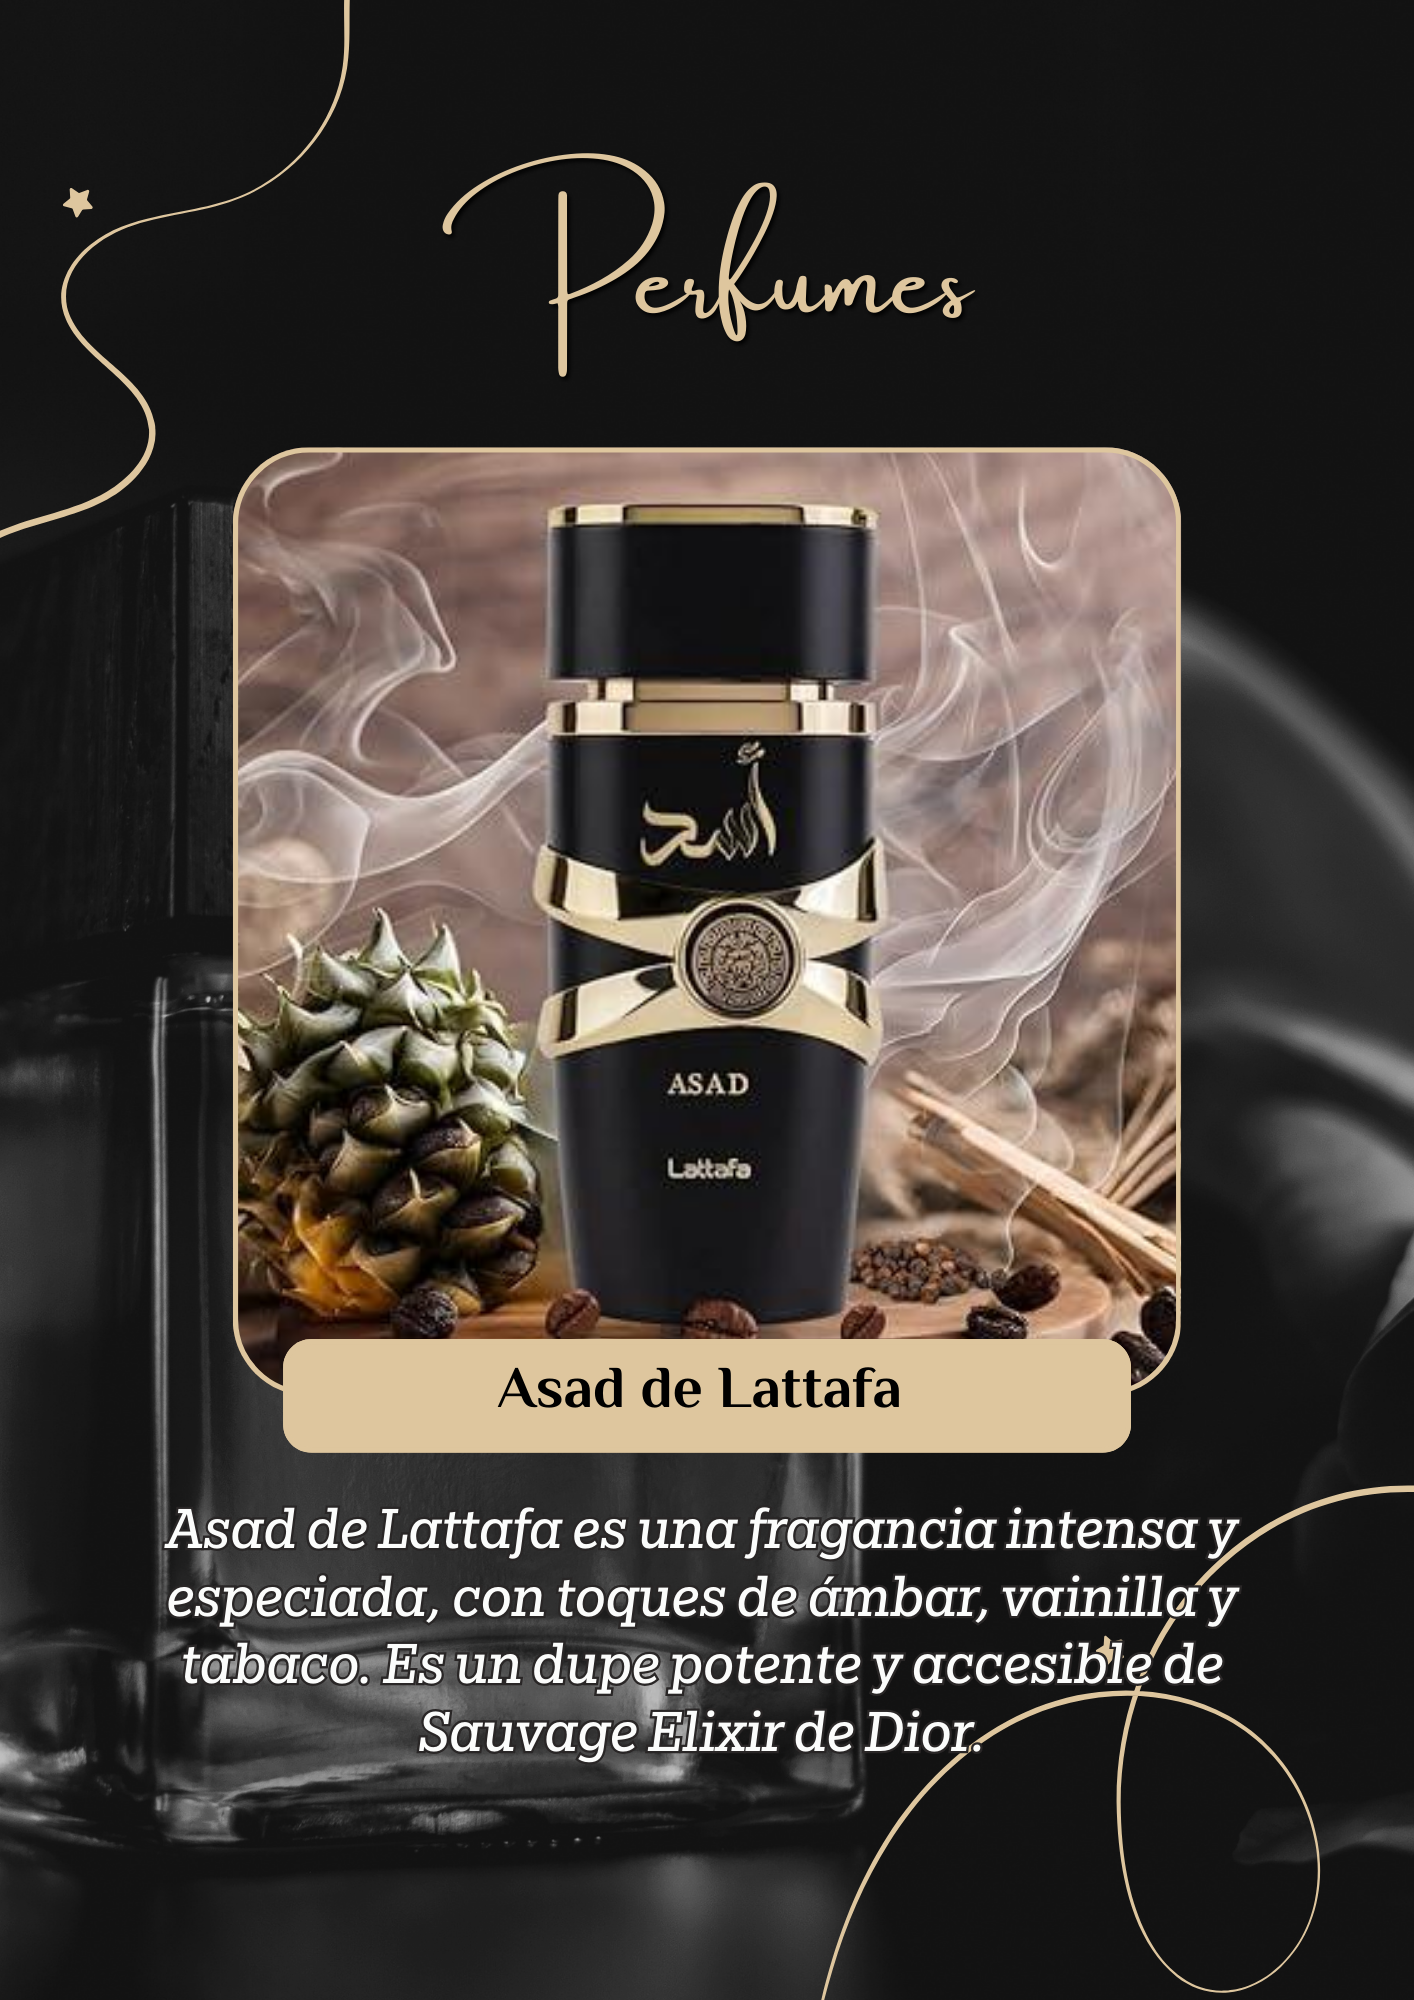 Perfumes
أسد
ASAD
Lattafa
Asad de Lattafa
Asad de Lattafa es una fragancia intensa y
especiada, con toques de ámbar, vainilla y
tabaco. Es un dupe potente y accesible de
Sauvage Elixir de Dior.